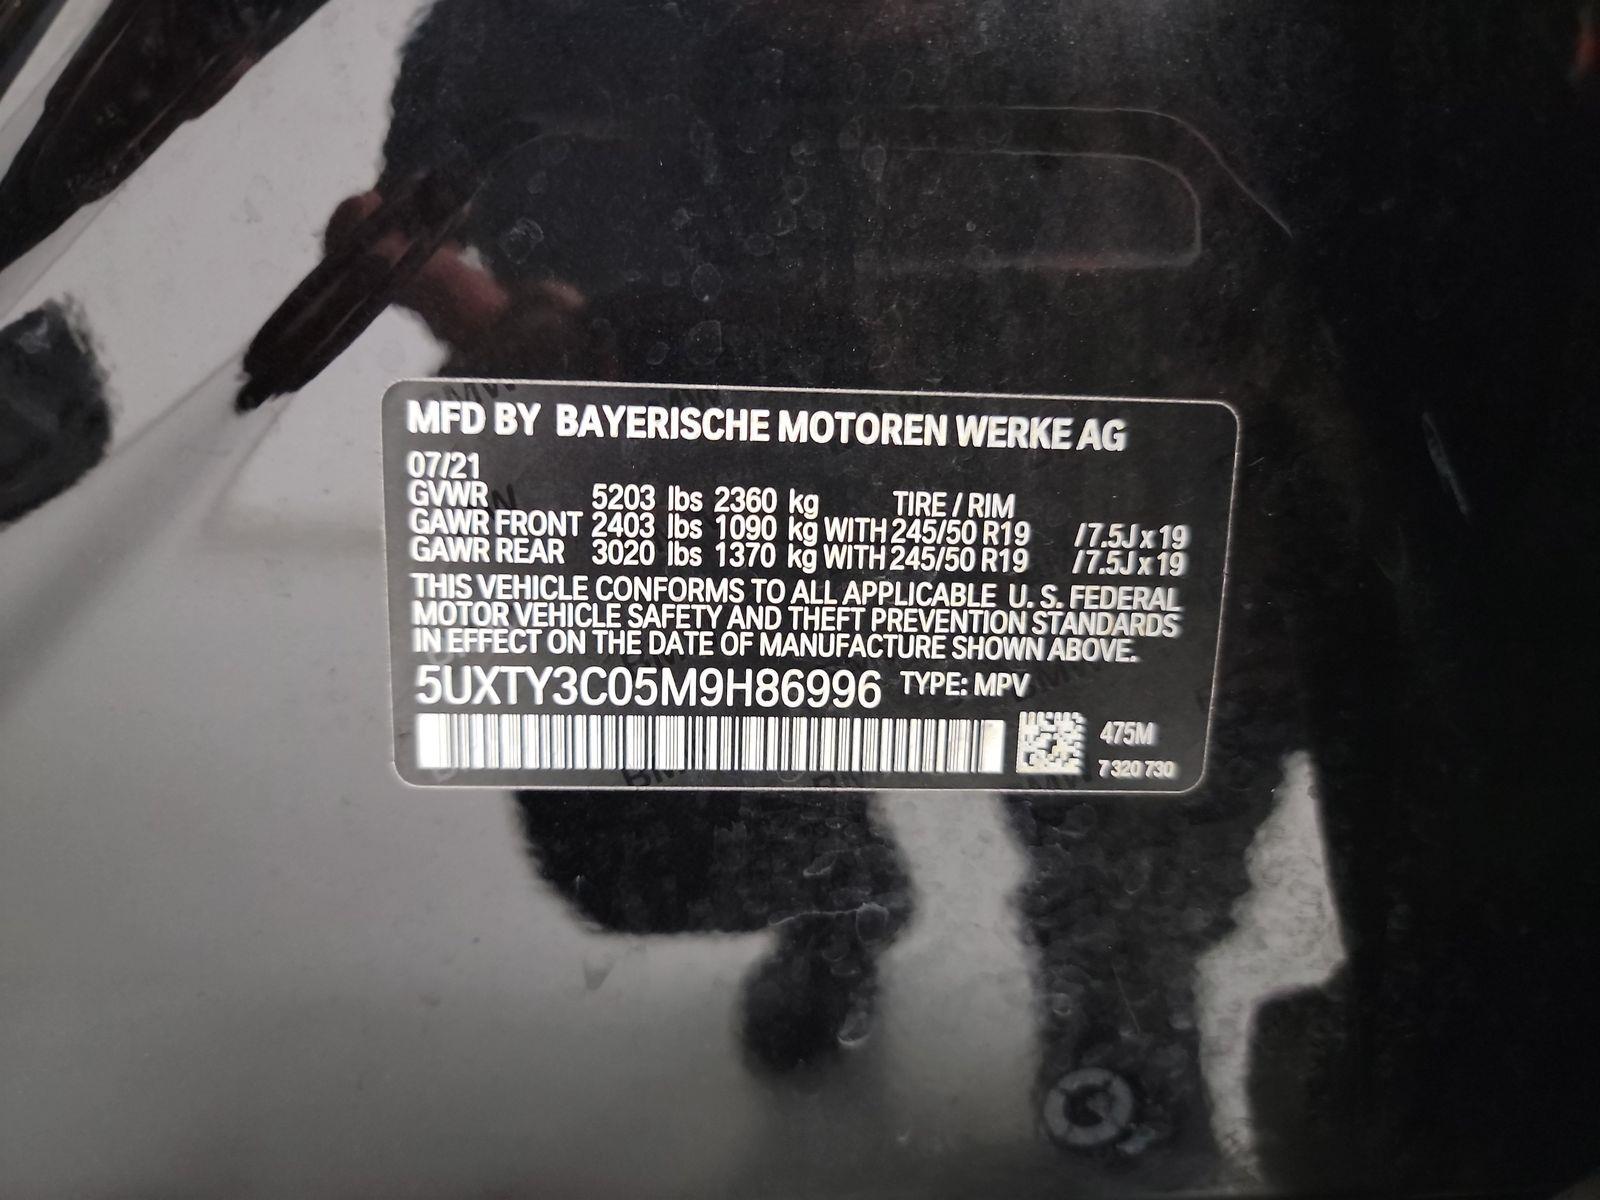 MFD BY BAYERISCHE MOTOREN WERKE AG
07/21
GVWR 5203 lbs 2360 kg TIRE / RIM
GAWR FRONT 2403 lbs 1090 kg WITH 245/50 R19 /7.5J x 19
GAWR REAR 3020 lbs 1370 kg WITH 245/50 R19 /7.5J x 19
THIS VEHICLE CONFORMS TO ALL APPLICABLE U. S. FEDERAL
MOTOR VEHICLE SAFETY AND THEFT PREVENTION STANDARDS
IN EFFECT ON THE DATE OF MANUFACTURE SHOWN ABOVE.
5UXTY3C05M9H86996 TYPE: MPV
475M
7 320 730